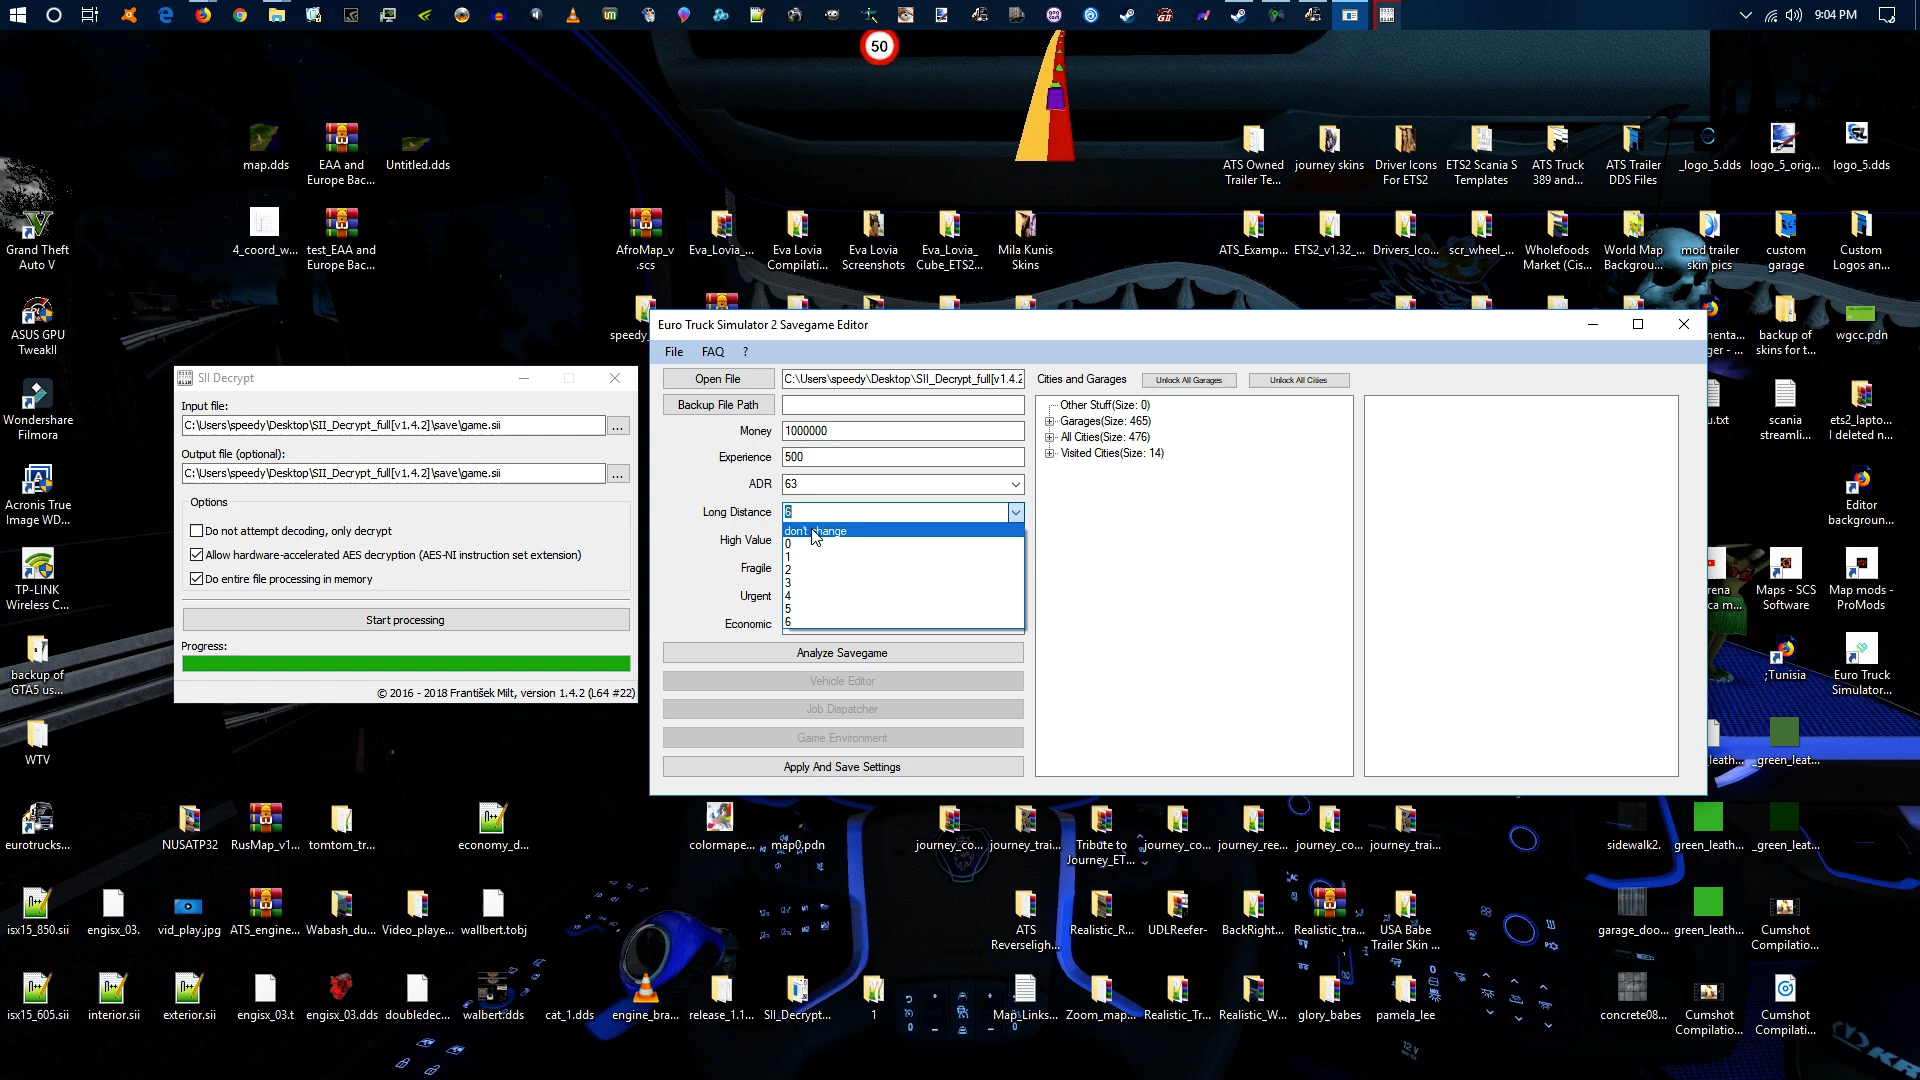 9:04 PM
50
map.dds
EAA and
Europe Bac...
Untitled.dds
ATS Owned
Trailer Te...
journey skins
Driver Icons
For ETS2
ETS2 Scania S
Templates
ATS Truck
389 and...
ATS Trailer
DDS Files
_logo_5.dds
logo_5_orig...
logo_5.dds
Grand Theft
Auto V
4_coord_w...
test_EAA and
Europe Bac...
AfroMap_v
.scs
Eva_Lovia_...
Eva Lovia
Compilati...
Eva Lovia
Screenshots
Eva_Lovia_
Cube_ETS2...
Mila Kunis
Skins
ATS_Examp...
ETS2_v1.32_...
Drivers_Ico...
scr_wheel_...
Wholefoods
Market (Cis...
World Map
Backgrou...
mod trailer
skin pics
custom
garage
Custom
Logos an...
ASUS GPU
TweakII
speedy_
Euro Truck Simulator 2 Savegame Editor
backup of
skins for t...
wgcc.pdn
File
FAQ
?
Open File
C:\Users\speedy\Desktop\SII_Decrypt_full[v1.4.2
Cities and Garages
Unlock All Garages
Unlock All Cities
Backup File Path
Other Stuff(Size: 0)
Garages(Size: 465)
All Cities(Size: 476)
Visited Cities(Size: 14)
Money
1000000
Experience
500
ADR
63
Long Distance
6
High Value
Fragile
Urgent
Economic
don't change
0
1
2
3
4
5
6
Analyze Savegame
Vehicle Editor
Job Dispatcher
Game Environment
Apply And Save Settings
SII Decrypt
Input file:
C:\Users\speedy\Desktop\SII_Decrypt_full[v1.4.2]\save\game.sii
...
Output file (optional):
C:\Users\speedy\Desktop\SII_Decrypt_full[v1.4.2]\save\game.sii
...
Options
Do not attempt decoding, only decrypt
Allow hardware-accelerated AES decryption (AES-NI instruction set extension)
Do entire file processing in memory
Start processing
Progress:
© 2016 - 2018 František Milt, version 1.4.2 (L64 #22)
Wondershare
Filmora
u.txt
scania
streamli...
ets2_lapto...
I deleted n...
Acronis True
Image WD...
Editor
backgroun...
TP-LINK
Wireless C...
Maps - SCS
Software
Map mods -
ProMods
backup of
GTA5 us...
;Tunisia
Euro Truck
Simulator...
WTV
leath...
_green_leat...
eurotrucks...
NUSATP32
RusMap_v1...
tomtom_tr...
economy_d...
colormape...
map0.pdn
journey_co...
journey_trai...
Tribute to
Journey_ET...
journey_co...
journey_ree...
journey_co...
journey_trai...
sidewalk2.
green_leath...
_green_leat...
isx15_850.sii
engisx_03.
vid_play.jpg
ATS_engine...
Wabash_du...
Video_playe...
wallbert.tobj
ATS
Reverseligh...
Realistic_R...
UDLReefer-
BackRight...
Realistic_tra...
USA Babe
Trailer Skin ...
garage_doo...
green_leath...
Cumshot
Compilatio...
isx15_605.sii
interior.sii
exterior.sii
engisx_03.t
engisx_03.dds
doubledec...
walbert.dds
cat_1.dds
engine_bra...
release_1.1...
SII_Decrypt...
1
Map_Links...
Zoom_map...
Realistic_Tr...
Realistic_W...
glory_babes
pamela_lee
concrete08...
Cumshot
Compilatio...
Cumshot
Compilati...